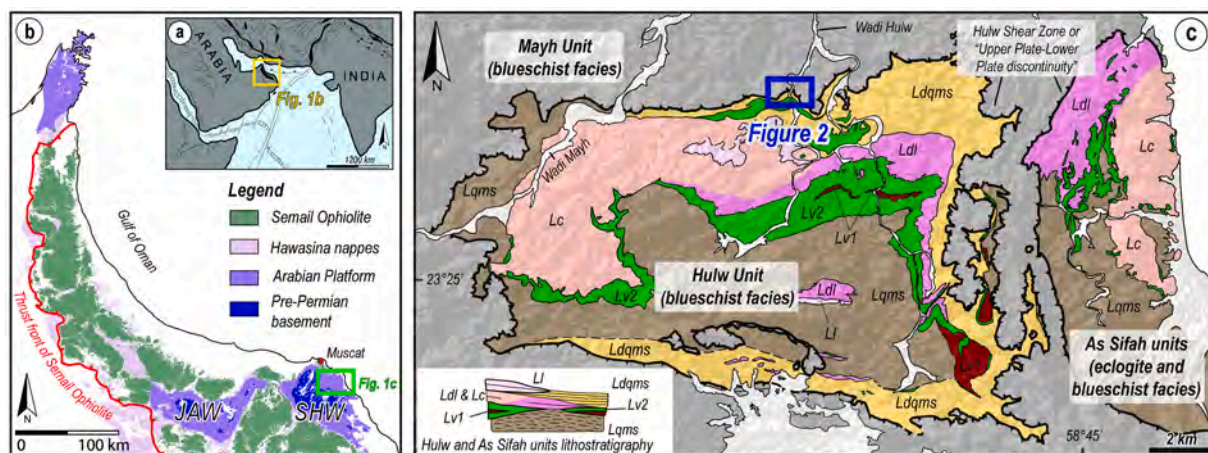 b
a
ARABIA
INDIA
Fig. 1b
1200 km
N
Legend
Semail Ophiolite
Hawasina nappes
Arabian Platform
Pre-Permian
basement
Gulf of Oman
Thrust front of Semail Ophiolite
Muscat
Fig. 1c
JAW
SHW
N
0 100 km
c
N
Mayh Unit
(blueschist facies)
Wadi Hulw
Hulw Shear Zone or
"Upper Plate-Lower
Plate discontinuity"
Figure 2
Ldqms
Ldl
Lc
Lqms
Wadi Mayh
Ldl
Lc
Lv2
Lv1
Lc
23°25'
Hulw Unit
(blueschist facies)
Lv2
Ldl
Ll
Lqms
Lqms
As Sifah units
(eclogite and
blueschist facies)
Ldqms
Ldqms
Ll
Ldqms
Ldl & Lc
Lv1
Lv2
Lqms
Hulw and As Sifah units lithostratigraphy
58°45'
2 km